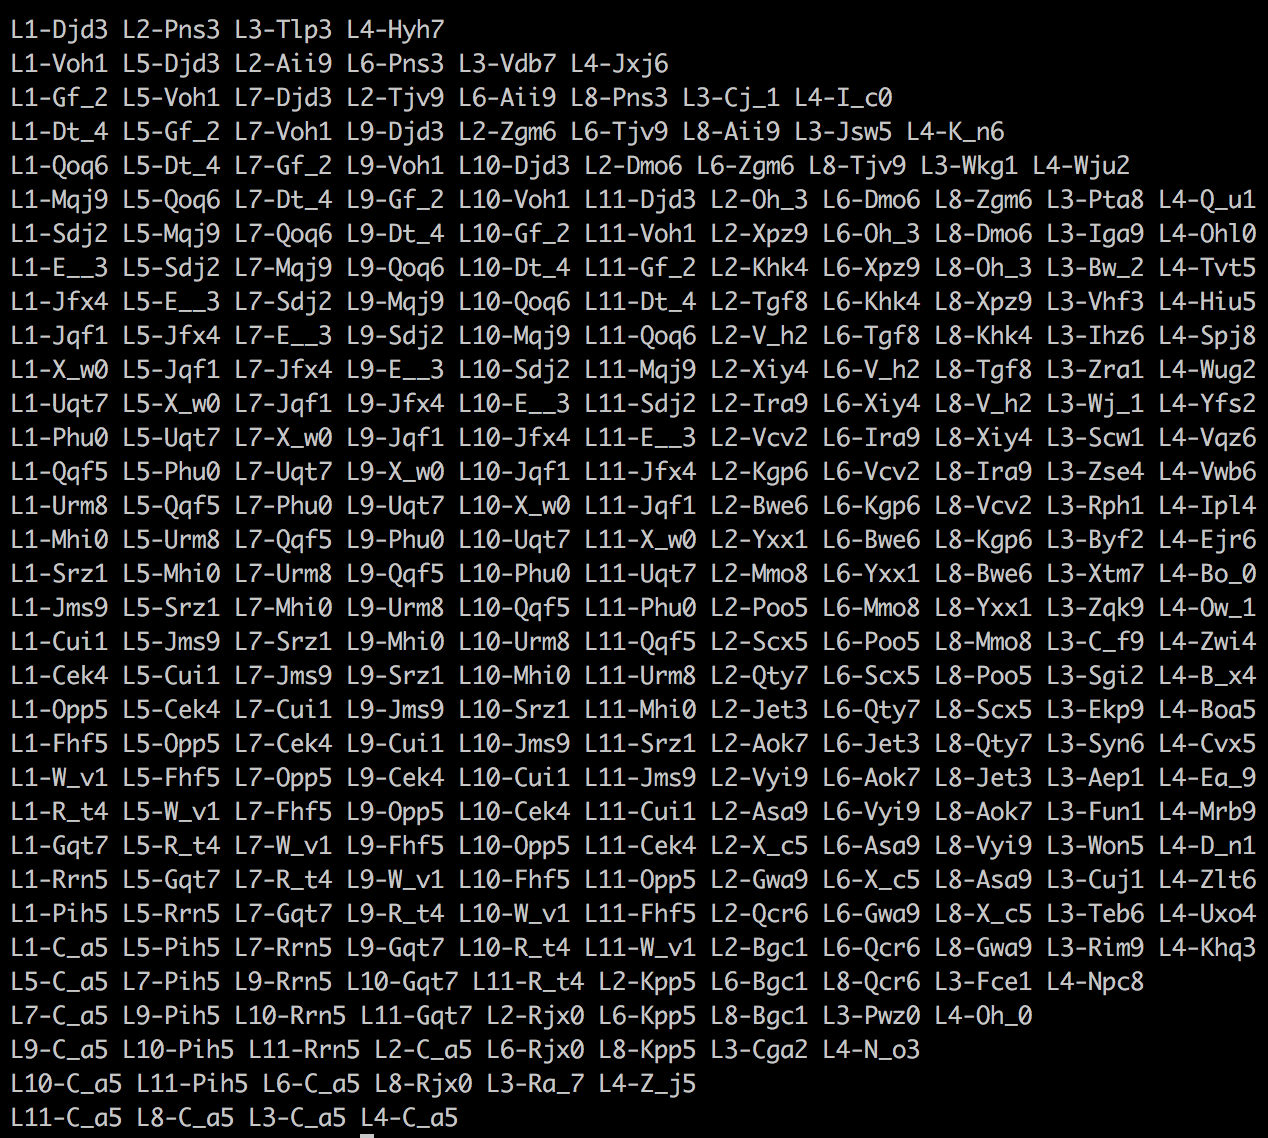 L1-Djd3 L2-Pns3 L3-Tlp3 L4-Hyh7
L1-Voh1 L5-Djd3 L2-Aii9 L6-Pns3 L3-Vdb7 L4-Jxj6
L1-Gf_2 L5-Voh1 L7-Djd3 L2-Tjv9 L6-Aii9 L8-Pns3 L3-Cj_1 L4-I_c0
L1-Dt_4 L5-Gf_2 L7-Voh1 L9-Djd3 L2-Zgm6 L6-Tjv9 L8-Aii9 L3-Jsw5 L4-K_n6
L1-Qoq6 L5-Dt_4 L7-Gf_2 L9-Voh1 L10-Djd3 L2-Dmo6 L6-Zgm6 L8-Tjv9 L3-Wkg1 L4-Wju2
L1-Mqj9 L5-Qoq6 L7-Dt_4 L9-Gf_2 L10-Voh1 L11-Djd3 L2-Oh_3 L6-Dmo6 L8-Zgm6 L3-Pta8 L4-Q_u1
L1-Sdj2 L5-Mqj9 L7-Qoq6 L9-Dt_4 L10-Gf_2 L11-Voh1 L2-Xpz9 L6-Oh_3 L8-Dmo6 L3-Iga9 L4-Ohl0
L1-E__3 L5-Sdj2 L7-Mqj9 L9-Qoq6 L10-Dt_4 L11-Gf_2 L2-Khk4 L6-Xpz9 L8-Oh_3 L3-Bw_2 L4-Tvt5
L1-Jfx4 L5-E__3 L7-Sdj2 L9-Mqj9 L10-Qoq6 L11-Dt_4 L2-Tgf8 L6-Khk4 L8-Xpz9 L3-Vhf3 L4-Hiu5
L1-Jqf1 L5-Jfx4 L7-E__3 L9-Sdj2 L10-Mqj9 L11-Qoq6 L2-V_h2 L6-Tgf8 L8-Khk4 L3-Ihz6 L4-Spj8
L1-X_w0 L5-Jqf1 L7-Jfx4 L9-E__3 L10-Sdj2 L11-Mqj9 L2-Xiy4 L6-V_h2 L8-Tgf8 L3-Zra1 L4-Wug2
L1-Uqt7 L5-X_w0 L7-Jqf1 L9-Jfx4 L10-E__3 L11-Sdj2 L2-Ira9 L6-Xiy4 L8-V_h2 L3-Wj_1 L4-Yfs2
L1-Phu0 L5-Uqt7 L7-X_w0 L9-Jqf1 L10-Jfx4 L11-E__3 L2-Vcv2 L6-Ira9 L8-Xiy4 L3-Scw1 L4-Vqz6
L1-Qqf5 L5-Phu0 L7-Uqt7 L9-X_w0 L10-Jqf1 L11-Jfx4 L2-Kgp6 L6-Vcv2 L8-Ira9 L3-Zse4 L4-Vwb6
L1-Urm8 L5-Qqf5 L7-Phu0 L9-Uqt7 L10-X_w0 L11-Jqf1 L2-Bwe6 L6-Kgp6 L8-Vcv2 L3-Rph1 L4-Ipl4
L1-Mhi0 L5-Urm8 L7-Qqf5 L9-Phu0 L10-Uqt7 L11-X_w0 L2-Yxx1 L6-Bwe6 L8-Kgp6 L3-Byf2 L4-Ejr6
L1-Srz1 L5-Mhi0 L7-Urm8 L9-Qqf5 L10-Phu0 L11-Uqt7 L2-Mmo8 L6-Yxx1 L8-Bwe6 L3-Xtm7 L4-Bo_0
L1-Jms9 L5-Srz1 L7-Mhi0 L9-Urm8 L10-Qqf5 L11-Phu0 L2-Poo5 L6-Mmo8 L8-Yxx1 L3-Zqk9 L4-Ow_1
L1-Cui1 L5-Jms9 L7-Srz1 L9-Mhi0 L10-Urm8 L11-Qqf5 L2-Scx5 L6-Poo5 L8-Mmo8 L3-C_f9 L4-Zwi4
L1-Cek4 L5-Cui1 L7-Jms9 L9-Srz1 L10-Mhi0 L11-Urm8 L2-Qty7 L6-Scx5 L8-Poo5 L3-Sgi2 L4-B_x4
L1-Opp5 L5-Cek4 L7-Cui1 L9-Jms9 L10-Srz1 L11-Mhi0 L2-Jet3 L6-Qty7 L8-Scx5 L3-Ekp9 L4-Boa5
L1-Fhf5 L5-Opp5 L7-Cek4 L9-Cui1 L10-Jms9 L11-Srz1 L2-Aok7 L6-Jet3 L8-Qty7 L3-Syn6 L4-Cvx5
L1-W_v1 L5-Fhf5 L7-Opp5 L9-Cek4 L10-Cui1 L11-Jms9 L2-Vyi9 L6-Aok7 L8-Jet3 L3-Aep1 L4-Ea_9
L1-R_t4 L5-W_v1 L7-Fhf5 L9-Opp5 L10-Cek4 L11-Cui1 L2-Asa9 L6-Vyi9 L8-Aok7 L3-Fun1 L4-Mrb9
L1-Gqt7 L5-R_t4 L7-W_v1 L9-Fhf5 L10-Opp5 L11-Cek4 L2-X_c5 L6-Asa9 L8-Vyi9 L3-Won5 L4-D_n1
L1-Rrn5 L5-Gqt7 L7-R_t4 L9-W_v1 L10-Fhf5 L11-Opp5 L2-Gwa9 L6-X_c5 L8-Asa9 L3-Cuj1 L4-Zlt6
L1-Pih5 L5-Rrn5 L7-Gqt7 L9-R_t4 L10-W_v1 L11-Fhf5 L2-Qcr6 L6-Gwa9 L8-X_c5 L3-Teb6 L4-Uxo4
L1-C_a5 L5-Pih5 L7-Rrn5 L9-Gqt7 L10-R_t4 L11-W_v1 L2-Bgc1 L6-Qcr6 L8-Gwa9 L3-Rim9 L4-Khq3
L5-C_a5 L7-Pih5 L9-Rrn5 L10-Gqt7 L11-R_t4 L2-Kpp5 L6-Bgc1 L8-Qcr6 L3-Fce1 L4-Npc8
L7-C_a5 L9-Pih5 L10-Rrn5 L11-Gqt7 L2-Rjx0 L6-Kpp5 L8-Bgc1 L3-Pwz0 L4-Oh_0
L9-C_a5 L10-Pih5 L11-Rrn5 L2-C_a5 L6-Rjx0 L8-Kpp5 L3-Cga2 L4-N_o3
L10-C_a5 L11-Pih5 L6-C_a5 L8-Rjx0 L3-Ra_7 L4-Z_j5
L11-C_a5 L8-C_a5 L3-C_a5 L4-C_a5